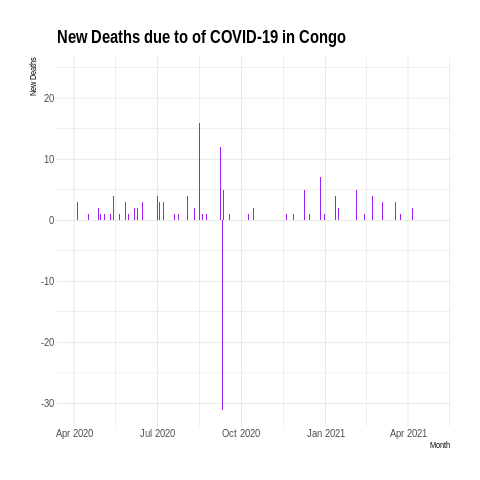 New Deaths due to of COVID-19 in Congo
New Deaths
20
10
0
-10
-20
-30
Apr 2020 Jul 2020 Oct 2020 Jan 2021 Apr 2021
Month